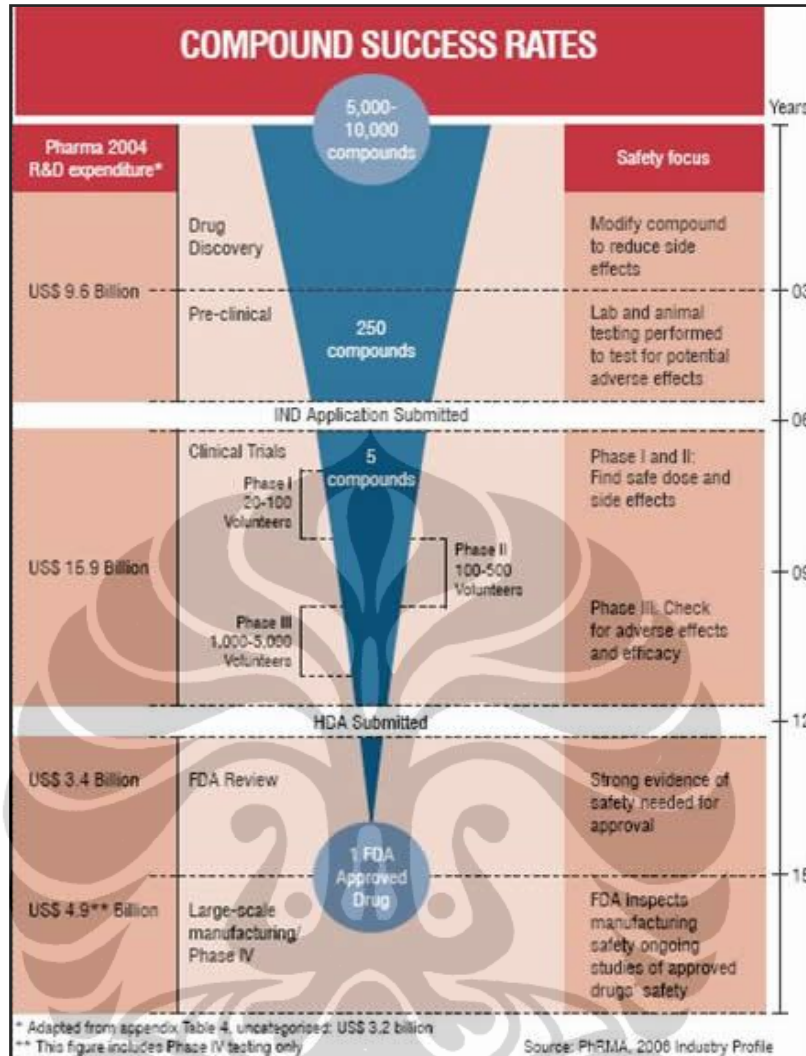 COMPOUND SUCCESS RATES
5,000-
10,000
compounds
Years
Pharma 2004
R&D expenditure*
Safety focus
Drug
Discovery
Modify compound
to reduce side
effects
US$ 9.6 Billion
03
Pre-clinical
250
compounds
Lab and animal
testing performed
to test for potential
adverse effects
IND Application Submitted
06
Clinical Trials
5
compounds
Phase I
20-100
Volunteers
Phase I and II:
Find safe dose and
side effects
US$ 15.9 Billion
Phase II
100-500
Volunteers
09
Phase III
1,000-5,000
Volunteers
Phase III: Check
for adverse effects
and efficacy
HDA Submitted
12
US$ 3.4 Billion
FDA Review
Strong evidence of
safety needed for
approval
1 FDA
Approved
Drug
15
US$ 4.9** Billion
Large-scale
manufacturing/
Phase IV
FDA inspects
manufacturing
safety ongoing
studies of approved
drugs' safety
* Adapted from appendix Table 4, uncategorised: US$ 3.2 billion
** This figure includes Phase IV testing only
Source: PhRMA, 2006 Industry Profile